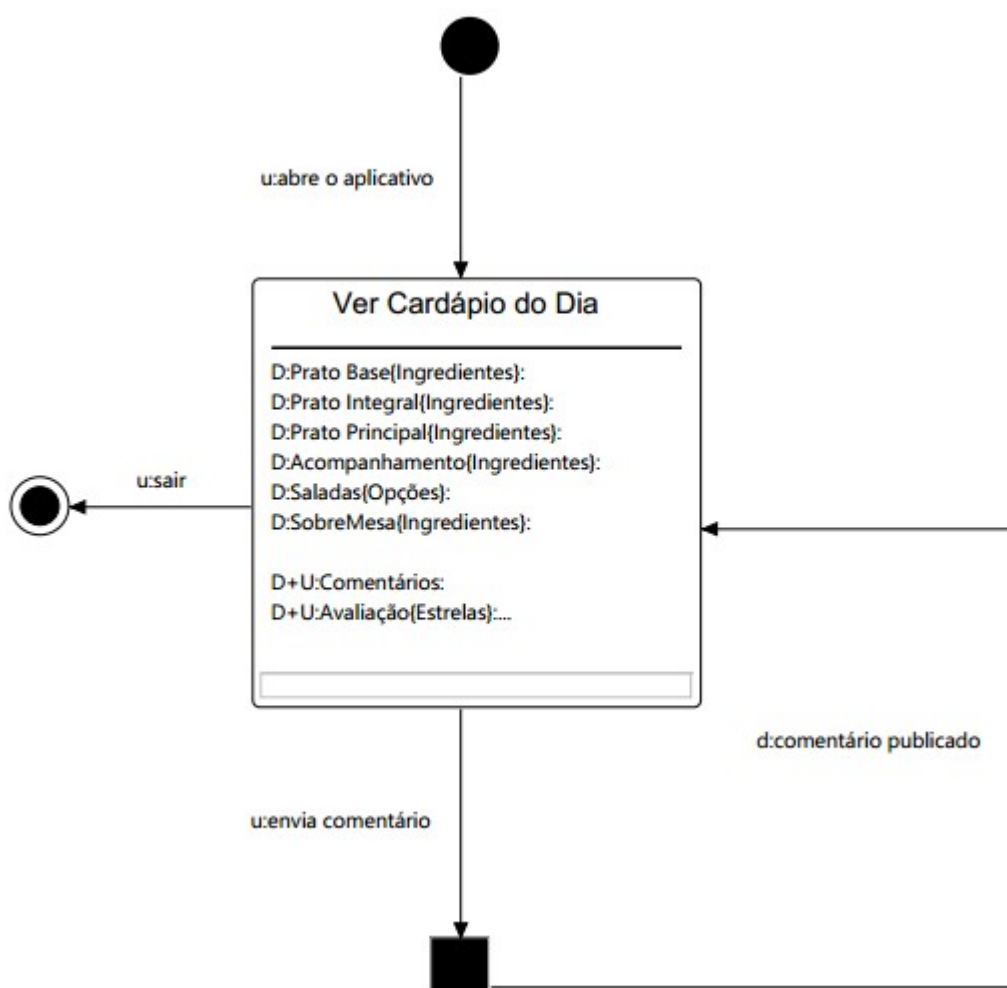 u:abre o aplicativo
Ver Cardápio do Dia
D:Prato Base{Ingredientes}:
D:Prato Integral{Ingredientes}:
D:Prato Principal{Ingredientes}:
D:Acompanhamento{Ingredientes}:
D:Saladas{Opções}:
D:SobreMesa{Ingredientes}:
D+U:Comentários:
D+U:Avaliação{Estrelas}:...
u:sair
d:comentário publicado
u:envia comentário